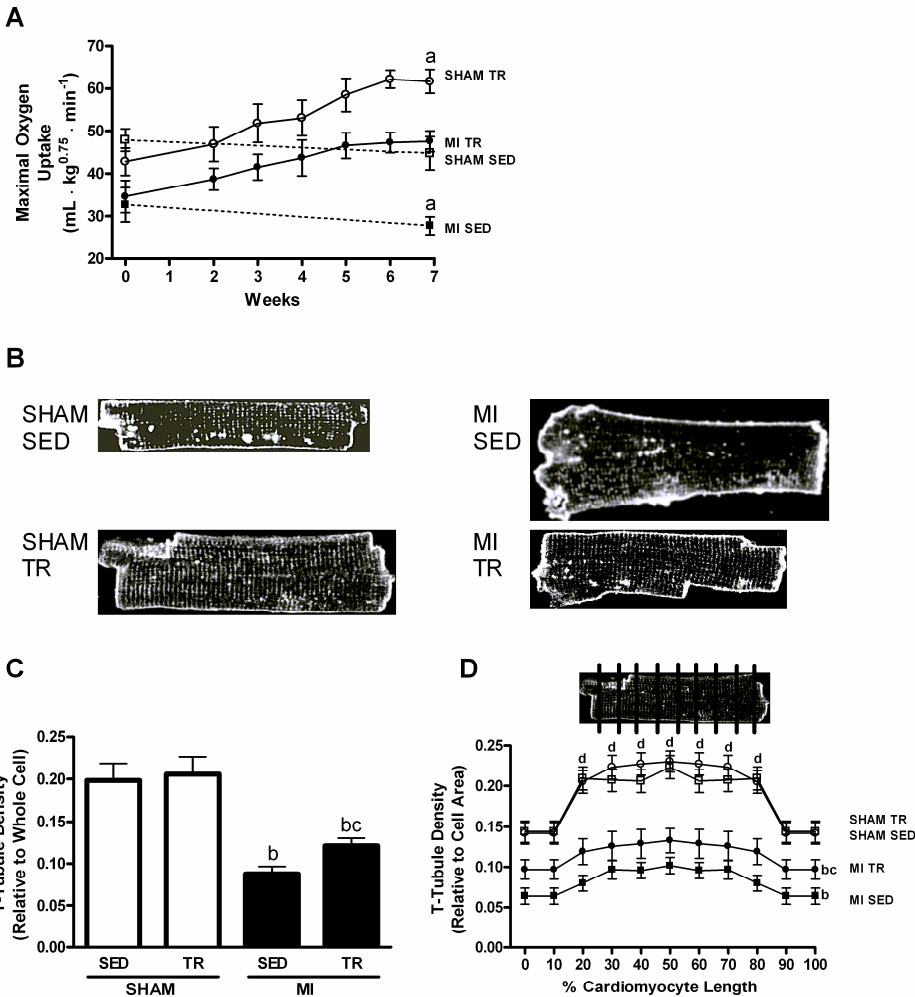 A
Maximal Oxygen
Uptake
(mL · kg0.75 · min-1)
70
60
50
40
30
20
a
SHAM TR
MI TR
SHAM SED
a
MI SED
0 1 2 3 4 5 6 7
Weeks
B
SHAM
SED
MI
SED
SHAM
TR
MI
TR
C
T-Tubule Density
(Relative to Whole Cell)
0.25
0.20
0.15
0.10
0.05
0.00
b
bc
SED TR SED TR
SHAM MI
D
T-Tubule Density
(Relative to Cell Area)
0.25
0.20
0.15
0.10
0.05
0.00
d d d d d d d
SHAM TR
SHAM SED
bc MI TR
b MI SED
0 10 20 30 40 50 60 70 80 90 100
% Cardiomyocyte Length